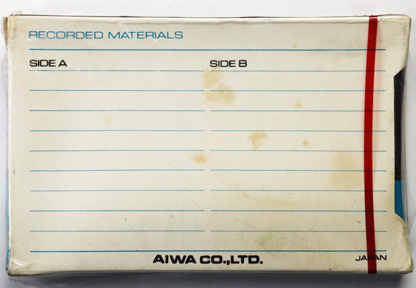 RECORDED MATERIALS
SIDE A SIDE B
AIWA CO.,LTD.
JAPAN